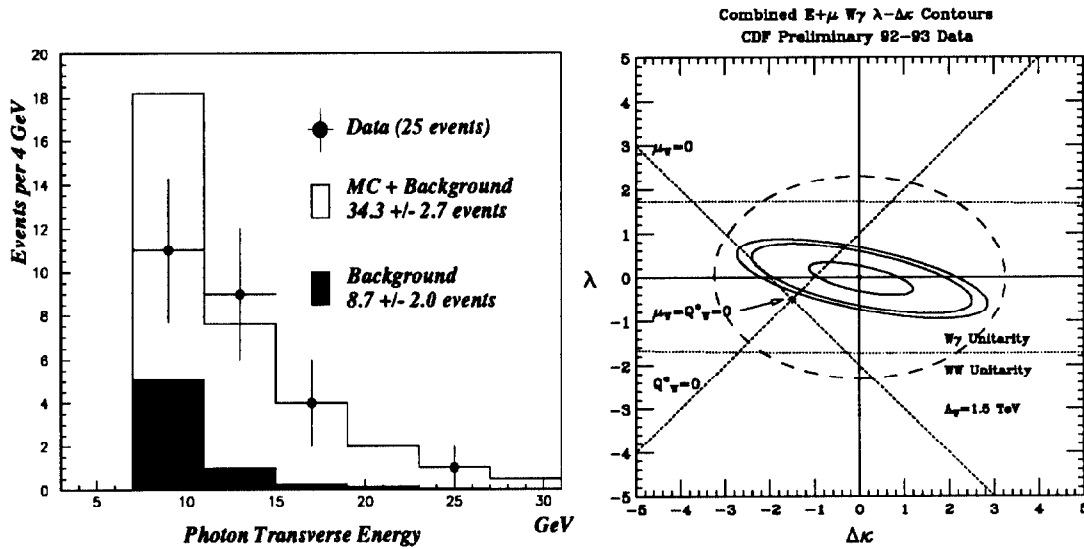 Events per 4 GeV
20
18
16
14
12
10
8
6
4
2
0
Data (25 events)
MC + Background
34.3 +/- 2.7 events
Background
8.7 +/- 2.0 events
5 10 15 20 25 30
GeV
Photon Transverse Energy
Combined E+μ Wγ λ-Δκ Contours
CDF Preliminary 92-93 Data
λ
5
4
3
2
1
0
-1
-2
-3
-4
-5
μ_W=0
μ_W=Q^e_W=0
Q^e_W=0
Wγ Unitarity
WW Unitarity
Λ_W=1.5 TeV
-5 -4 -3 -2 -1 0 1 2 3 4 5
Δκ